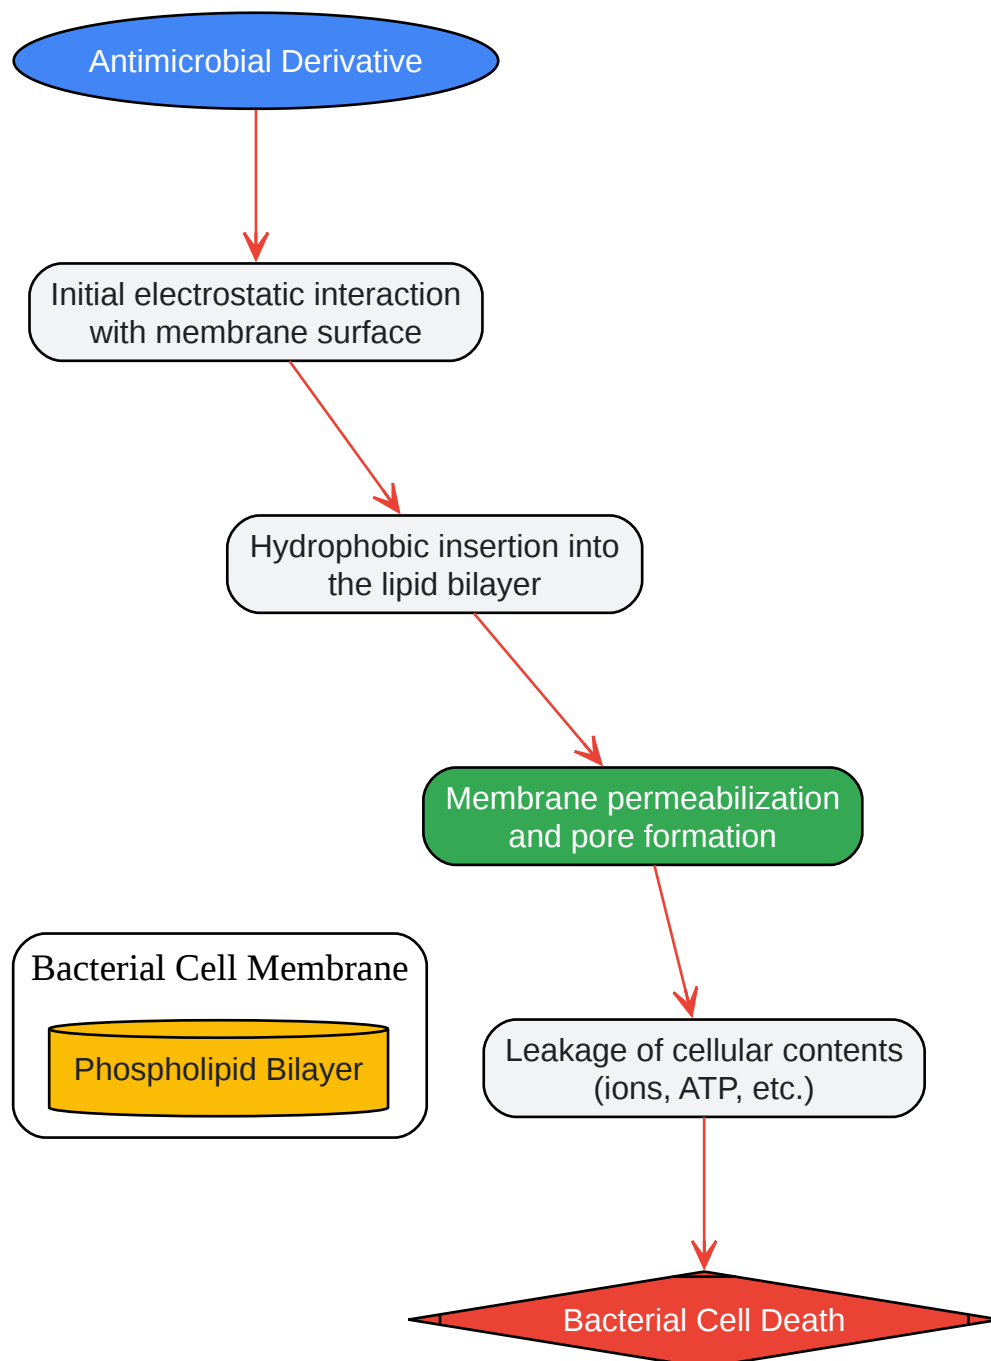 Antimicrobial Derivative
Initial electrostatic interaction
with membrane surface
Hydrophobic insertion into
the lipid bilayer
Membrane permeabilization
and pore formation
Bacterial Cell Membrane
Phospholipid Bilayer
Leakage of cellular contents
(ions, ATP, etc.)
Bacterial Cell Death